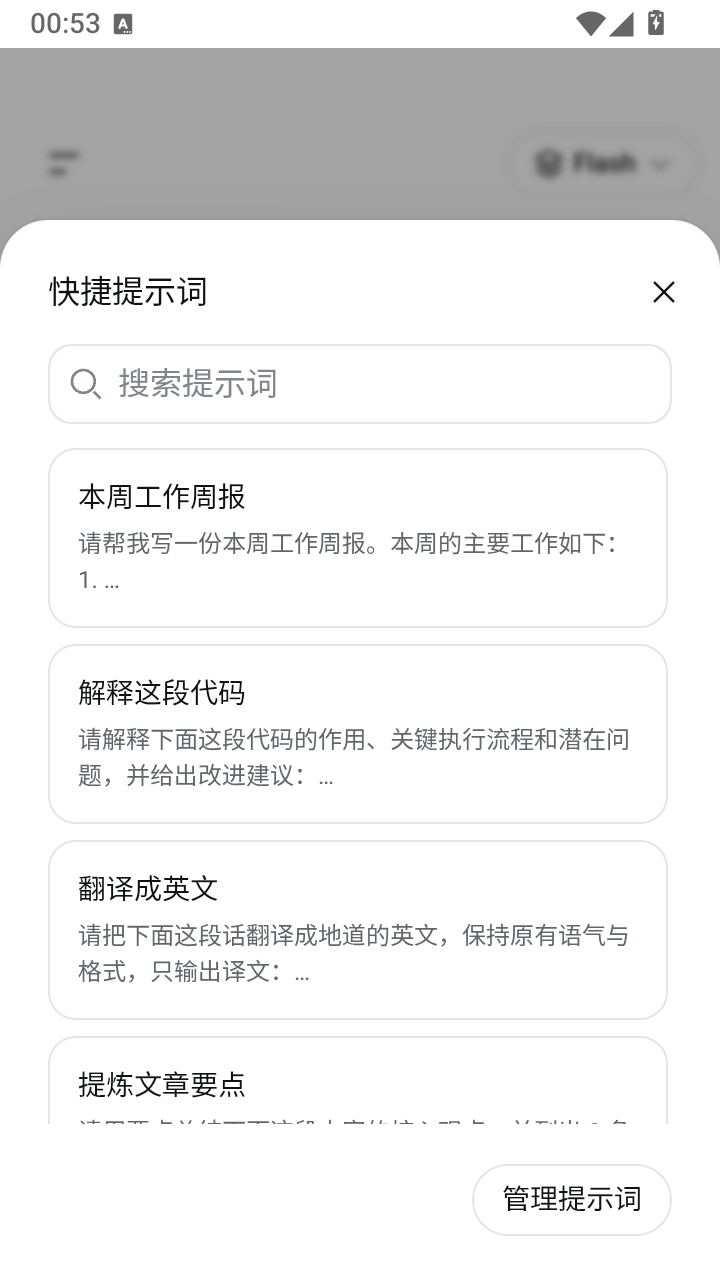 00:53
Flash
快捷提示词
搜索提示词
本周工作周报
请帮我写一份本周工作周报。本周的主要工作如下：
1. ...
解释这段代码
请解释下面这段代码的作用、关键执行流程和潜在问
题，并给出改进建议：...
翻译成英文
请把下面这段话翻译成地道的英文，保持原有语气与
格式，只输出译文：...
提炼文章要点
管理提示词